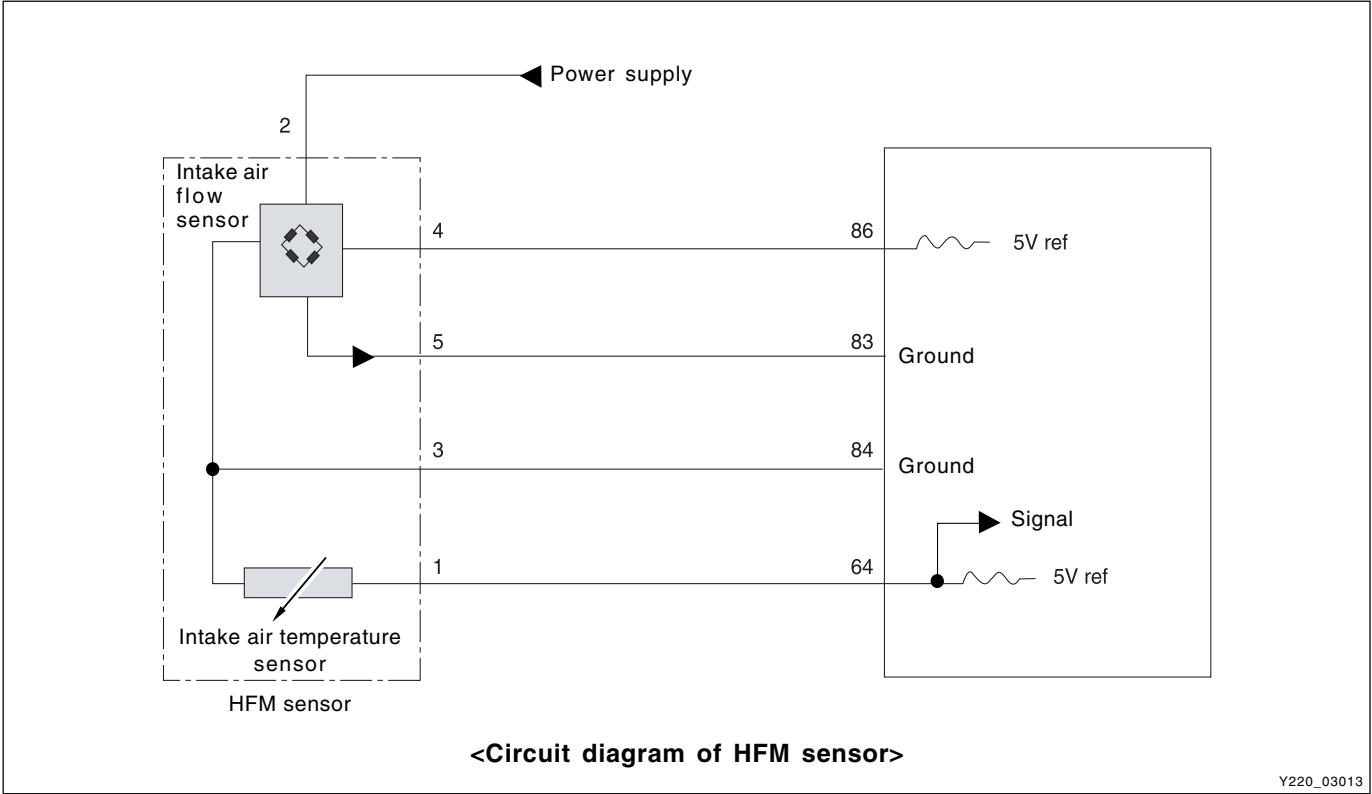 Power supply
2
Intake air
flow
sensor
4
86
5V ref
5
83
Ground
3
84
Ground
Signal
1
64
5V ref
Intake air temperature
sensor
HFM sensor
<Circuit diagram of HFM sensor>
Y220_03013